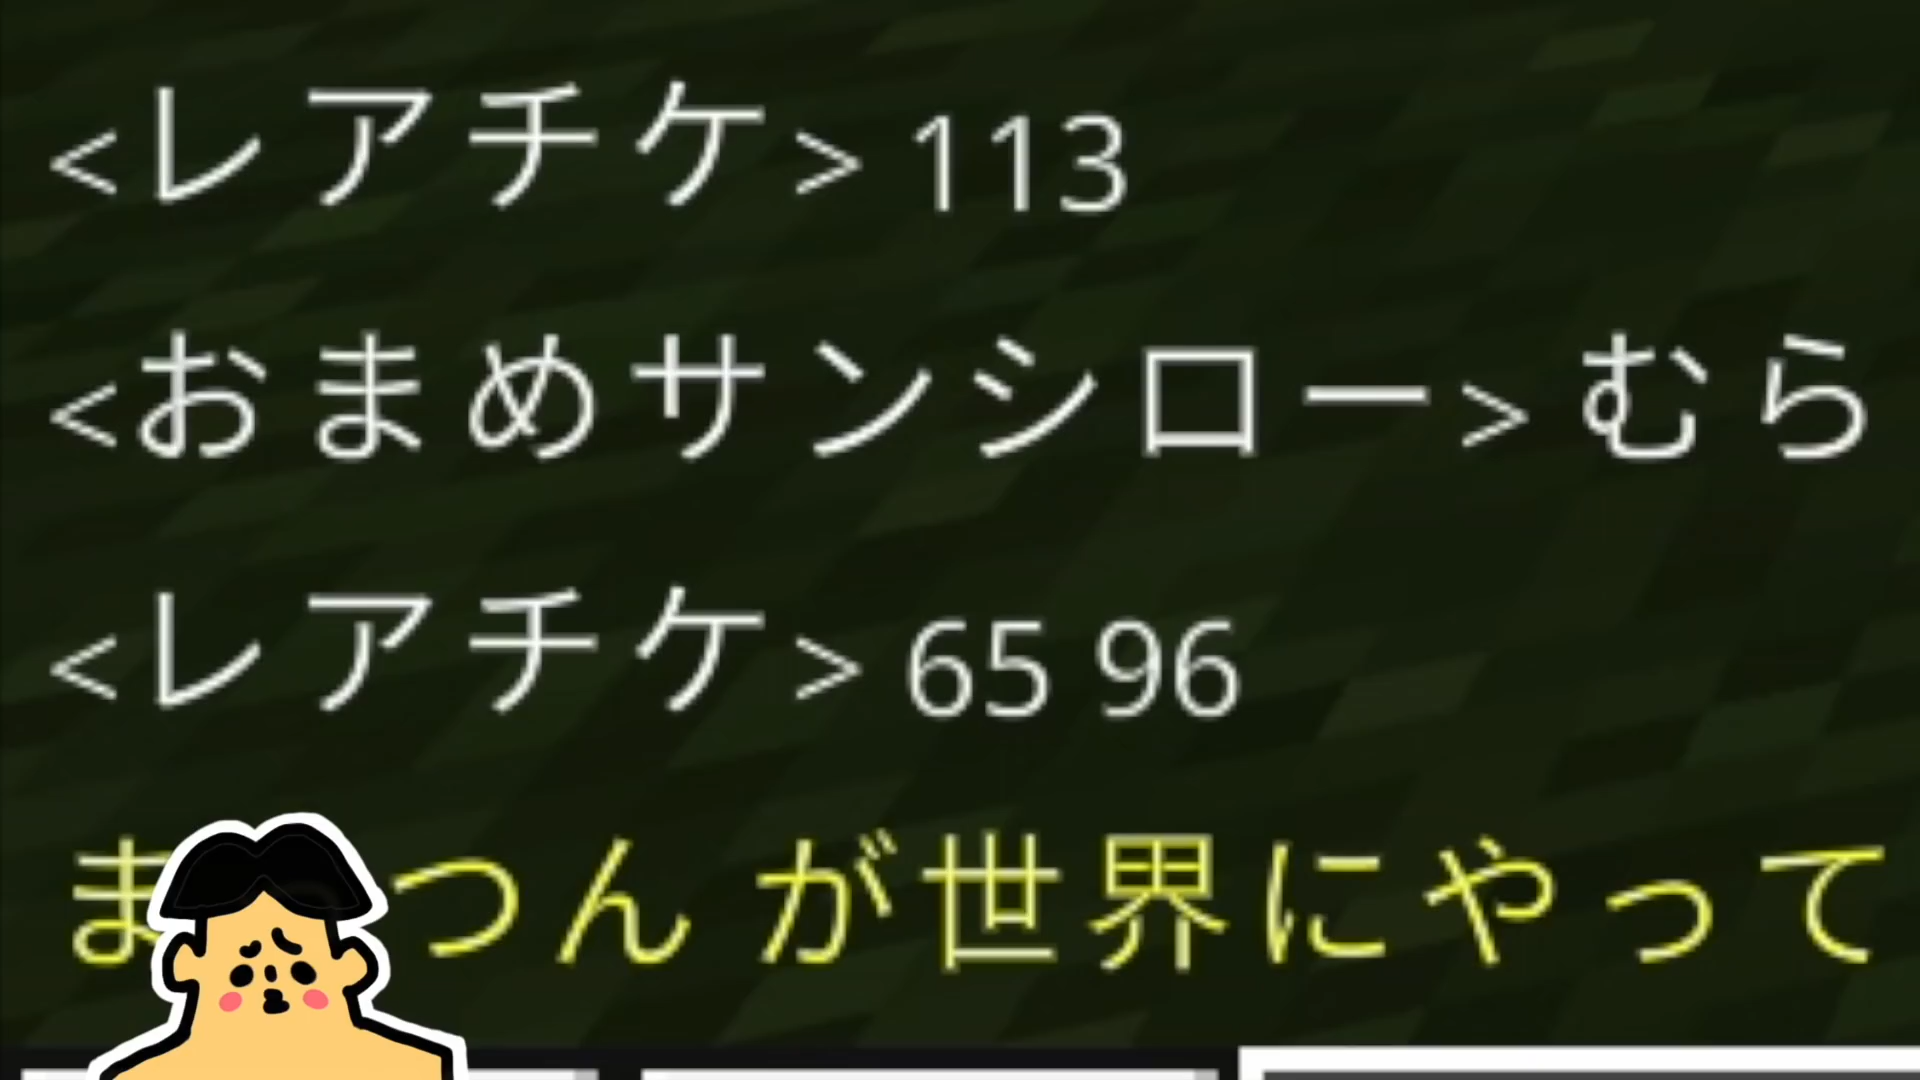 <レアチケ> 113
<おまめサンシロー> むら
<レアチケ> 65 96
つんが世界にやって